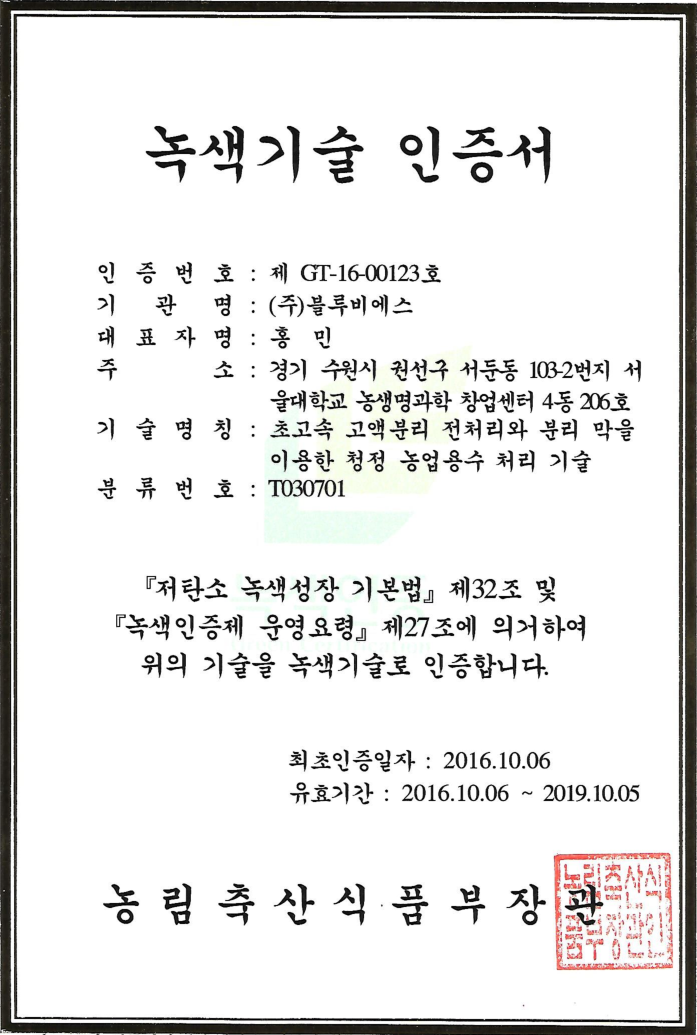 녹색기술 인증서
인 증 번 호 : 제 GT-16-00123호
기 관 명 : (주)블루비에스
대 표 자 명 : 홍 민
주 소 : 경기 수원시 권선구 서둔동 103-2번지 서
울대학교 농생명과학 창업센터 4동 206호
기 술 명 칭 : 초고속 고액분리 전처리와 분리 막을
이용한 청정 농업용수 처리 기술
분 류 번 호 : T030701
『저탄소 녹색성장 기본법』 제32조 및
『녹색인증제 운영요령』 제27조에 의거하여
위의 기술을 녹색기술로 인증합니다.
최초인증일자 : 2016.10.06
유효기간 : 2016.10.06 ~ 2019.10.05
농 림 축 산 식 품 부 장 관
농림축산식
품부장관인